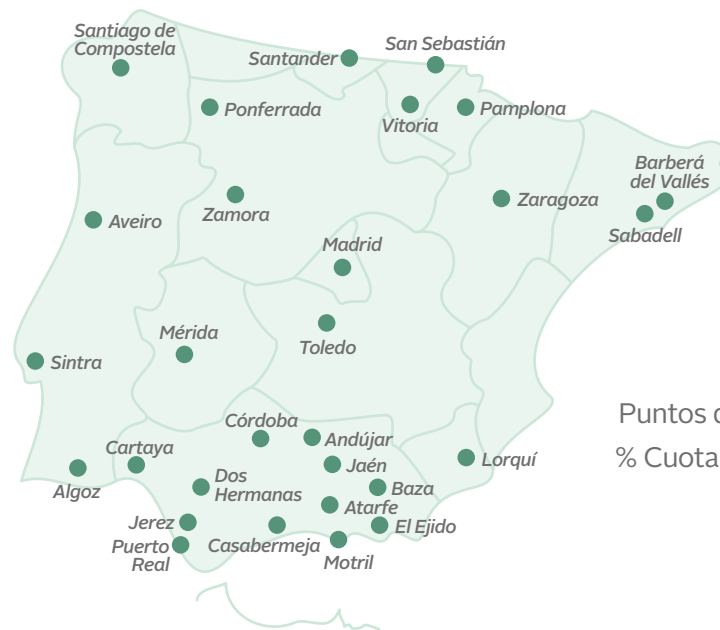 Santiago de
Compostela
Santander
San Sebastián
Ponferrada
Vitoria
Pamplona
Barberá
del Vallés
Zaragoza
Sabadell
Zamora
Aveiro
Madrid
Toledo
Mérida
Sintra
Puntos
% Cuota
Córdoba
Andújar
Cartaya
Jaén
Lorquí
Algoz
Dos
Hermanas
Baza
Atarfe
Jerez
El Ejido
Puerto
Real
Casabermeja
Motril